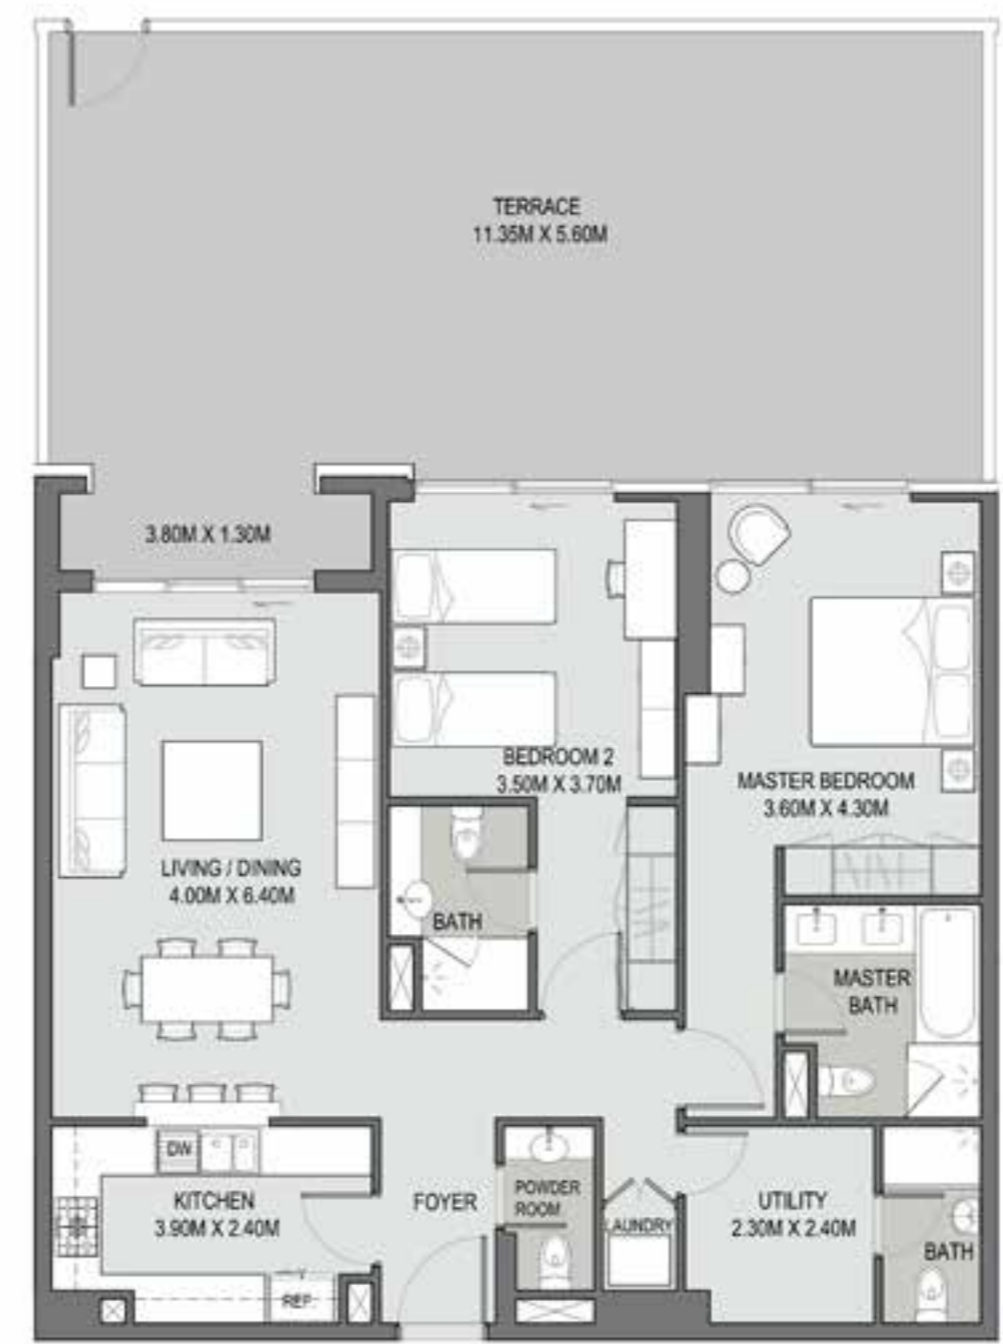 TERRACE
11.35M X 5.60M
3.80M X 1.30M
BEDROOM 2
3.50M X 3.70M
MASTER BEDROOM
3.60M X 4.30M
LIVING / DINING
4.00M X 6.40M
BATH
MASTER
BATH
DW
KITCHEN
3.90M X 2.40M
FOYER
POWDER
ROOM
LAUNDRY
UTILITY
2.30M X 2.40M
BATH
REF.